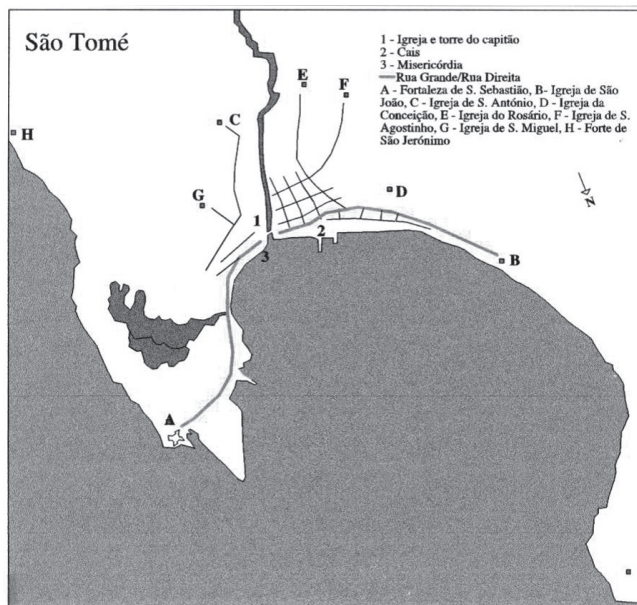 São Tomé
1 - Igreja e torre do capitão
2 - Cais
3 - Misericórdia
Rua Grande/Rua Direita
A - Fortaleza de S. Sebastião, B- Igreja de São
João, C - Igreja de S. António, D - Igreja da
Conceição, E - Igreja do Rosário, F - Igreja de S.
Agostinho, G - Igreja de S. Miguel, H - Forte de
São Jerónimo
E
F
C
H
N
D
G
1
2
3
B
A